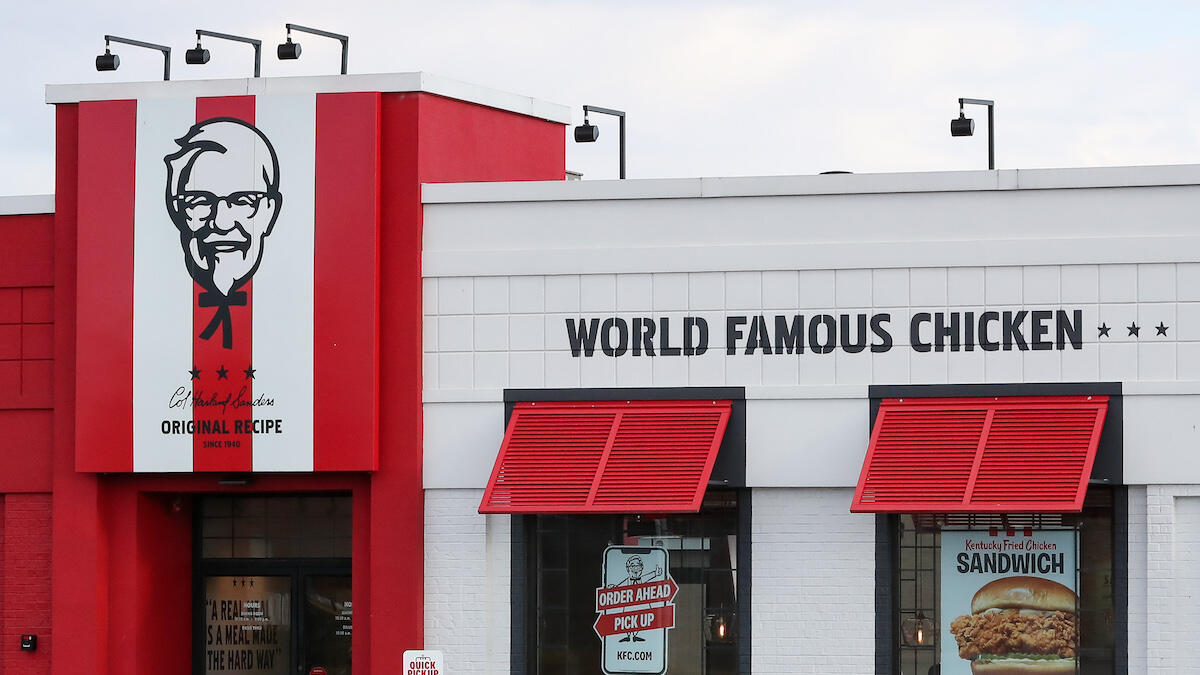 Col Harland Sanders
ORIGINAL RECIPE
SINCE 1940
WORLD FAMOUS CHICKEN
Kentucky Fried Chicken
SANDWICH
ORDER AHEAD
PICK UP
KFC.COM
"A REAL
IS A MEAL MADE
THE HARD WAY"
HOURS
QUICK
PICK UP